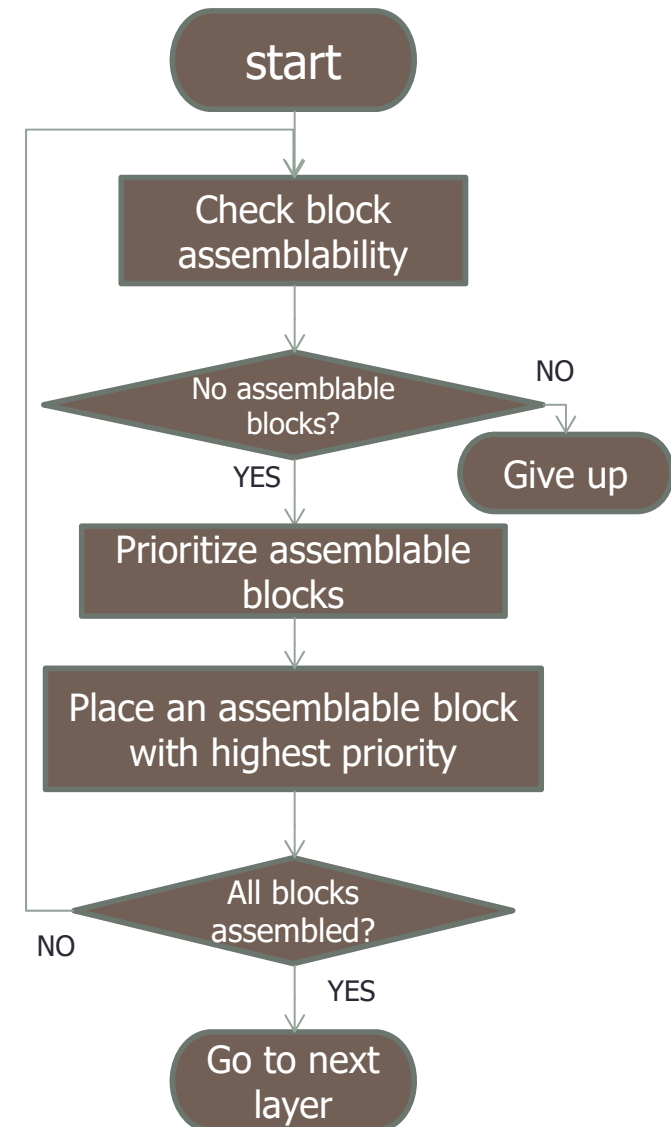 start
Check block
assemblability
No assemblable
blocks?
NO
YES
Give up
Prioritize assemblable
blocks
Place an assemblable block
with highest priority
All blocks
assembled?
NO
YES
Go to next
layer